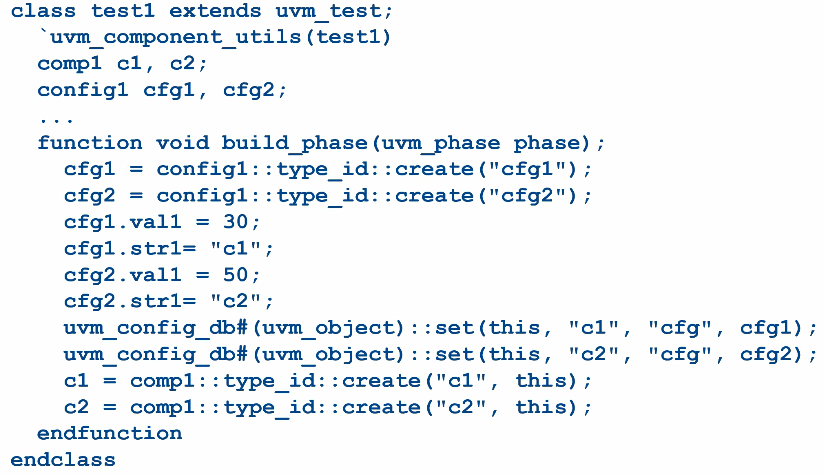 class test1 extends uvm_test;
  `uvm_component_utils(test1)
  comp1 c1, c2;
  config1 cfg1, cfg2;
  ...
  function void build_phase(uvm_phase phase);
    cfg1 = config1::type_id::create("cfg1");
    cfg2 = config1::type_id::create("cfg2");
    cfg1.val1 = 30;
    cfg1.str1= "c1";
    cfg2.val1 = 50;
    cfg2.str1= "c2";
    uvm_config_db#(uvm_object)::set(this, "c1", "cfg", cfg1);
    uvm_config_db#(uvm_object)::set(this, "c2", "cfg", cfg2);
    c1 = comp1::type_id::create("c1", this);
    c2 = comp1::type_id::create("c2", this);
  endfunction
endclass